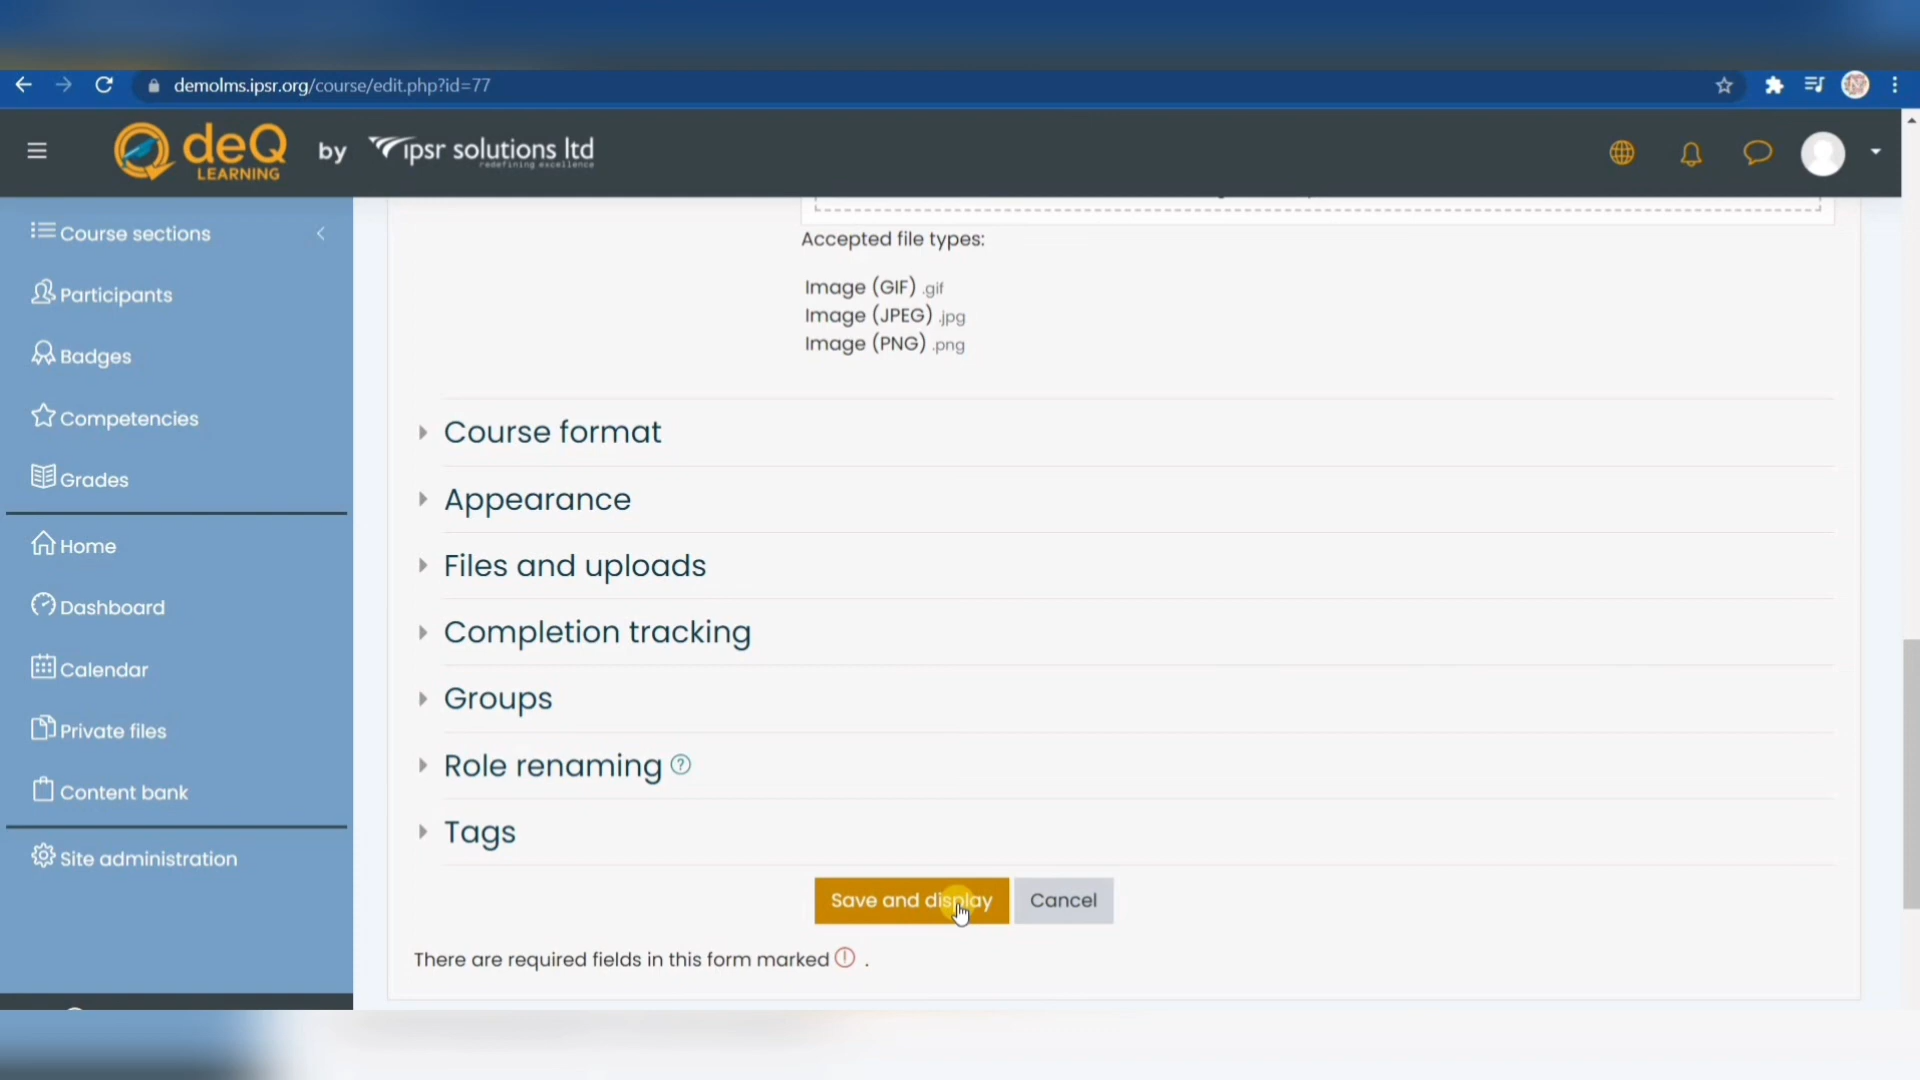 demolms.ipsr.org/course/edit.php?id=77
deQ LEARNING by ipsr solutions ltd
redefining excellence
Course sections
Participants
Badges
Competencies
Grades
Home
Dashboard
Calendar
Private files
Content bank
Site administration
Accepted file types:
Image (GIF) .gif
Image (JPEG) .jpg
Image (PNG) .png
Course format
Appearance
Files and uploads
Completion tracking
Groups
Role renaming
Tags
Save and display
Cancel
There are required fields in this form marked .